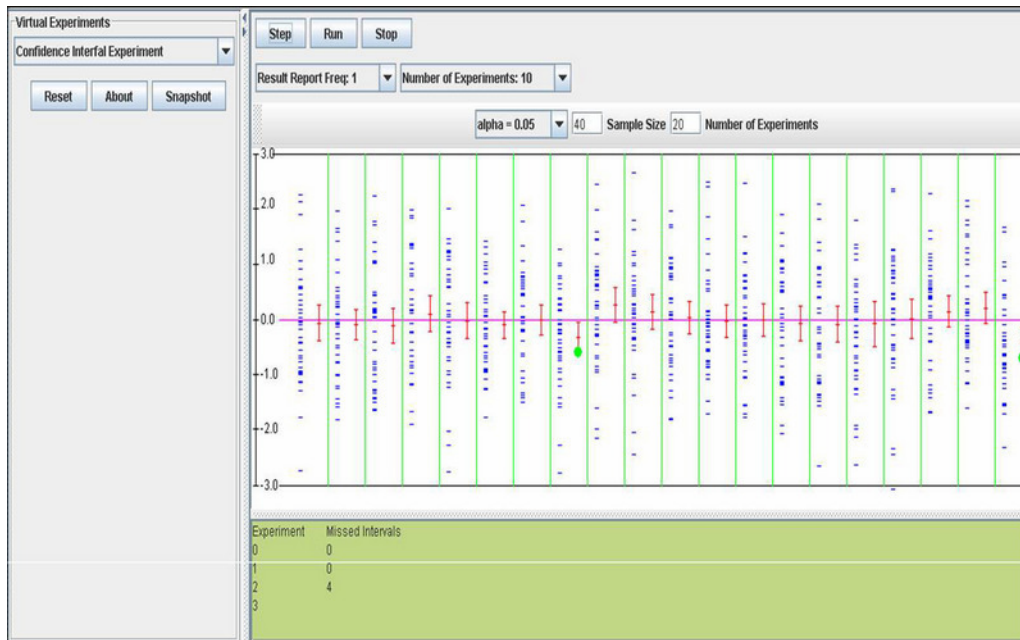 Virtual Experiments
Confidence Interfal Experiment
Reset About Snapshot
Step Run Stop
Result Report Freq: 1 Number of Experiments: 10
alpha = 0.05 40 Sample Size 20 Number of Experiments
3.0
2.0
1.0
0.0
-1.0
-2.0
-3.0
Experiment Missed Intervals
0 0
1 0
2 4
3